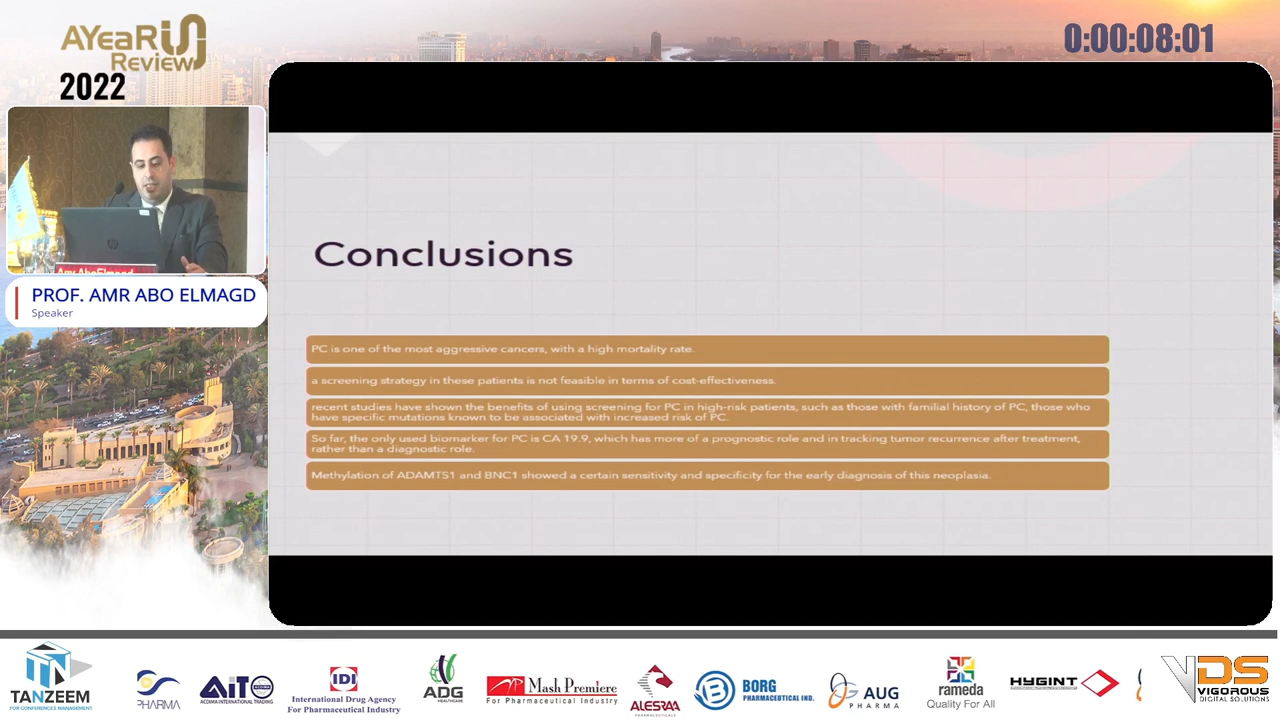 AYeaR iN
Review
2022
0:00:08:01
Amr AboElmagd
PROF. AMR ABO ELMAGD
Speaker
Conclusions
PC is one of the most aggressive cancers, with a high mortality rate.
a screening strategy in these patients is not feasible in terms of cost-effectiveness.
recent studies have shown the benefits of using screening for PC in high-risk patients, such as those with familial history of PC, those who
have specific mutations known to be associated with increased risk of PC.
So far, the only used biomarker for PC is CA 19.9, which has more of a prognostic role and in tracking tumor recurrence after treatment,
rather than a diagnostic role.
Methylation of ADAMTS1 and BNC1 showed a certain sensitivity and specificity for the early diagnosis of this neoplasia.
TANZEEM
FOR CONFERENCES MANAGEMENT
PHARMA
AiTO
ACOMA INTERNATIONAL TRADING
IDI
International Drug Agency
For Pharmaceutical Industry
ADG
HEALTHCARE
Mash Premiere
For Pharmaceutical Industry
ALESRAA
PHARMACEUTICALS
BORG
PHARMACEUTICAL IND.
AUG
PHARMA
rameda
Quality For All
HYGINT
VDS
VIGOROUS
DIGITAL SOLUTIONS